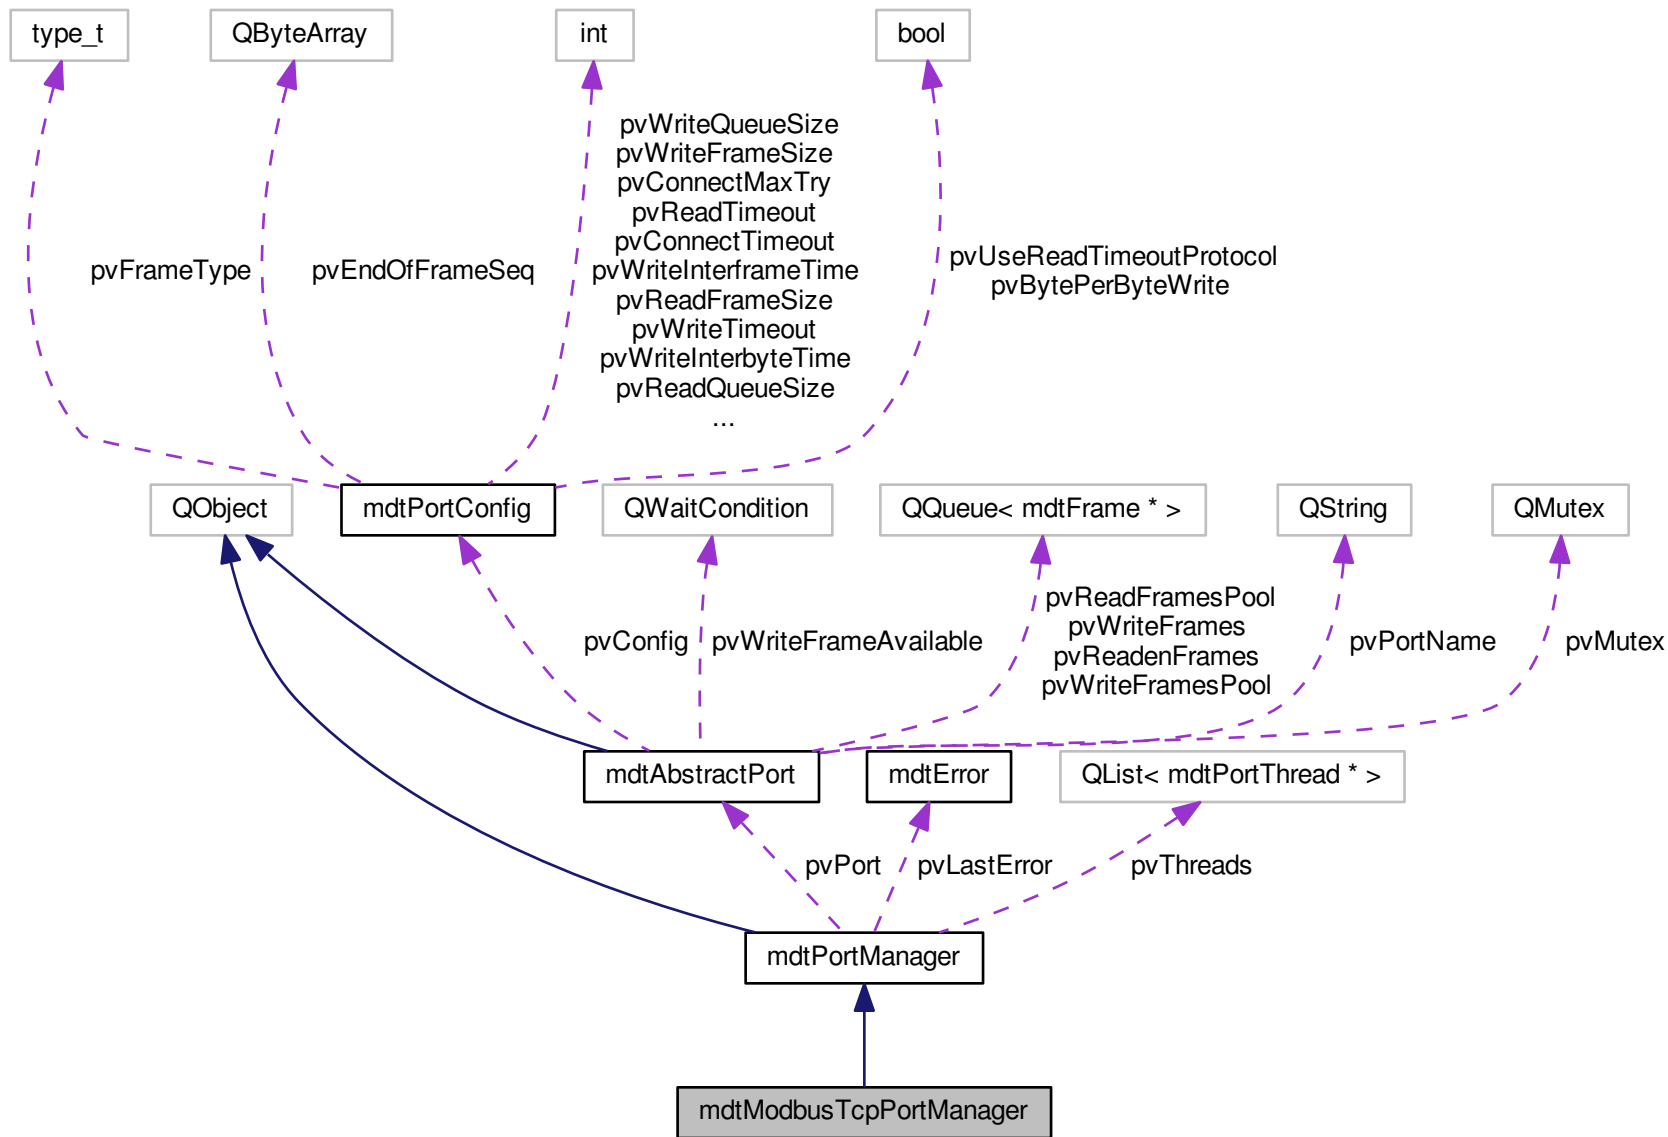 type_t
QByteArray
int
bool
pvWriteQueueSize
pvWriteFrameSize
pvConnectMaxTry
pvReadTimeout
pvConnectTimeout
pvWriteInterframeTime
pvReadFrameSize
pvWriteTimeout
pvWriteInterbyteTime
pvReadQueueSize
...
pvFrameType
pvEndOfFrameSeq
pvUseReadTimeoutProtocol
pvBytePerByteWrite
QObject
mdtPortConfig
QWaitCondition
QQueue< mdtFrame * >
QString
QMutex
pvConfig
pvWriteFrameAvailable
pvReadFramesPool
pvWriteFrames
pvReadenFrames
pvWriteFramesPool
pvPortName
pvMutex
mdtAbstractPort
mdtError
QList< mdtPortThread * >
pvPort
pvLastError
pvThreads
mdtPortManager
mdtModbusTcpPortManager